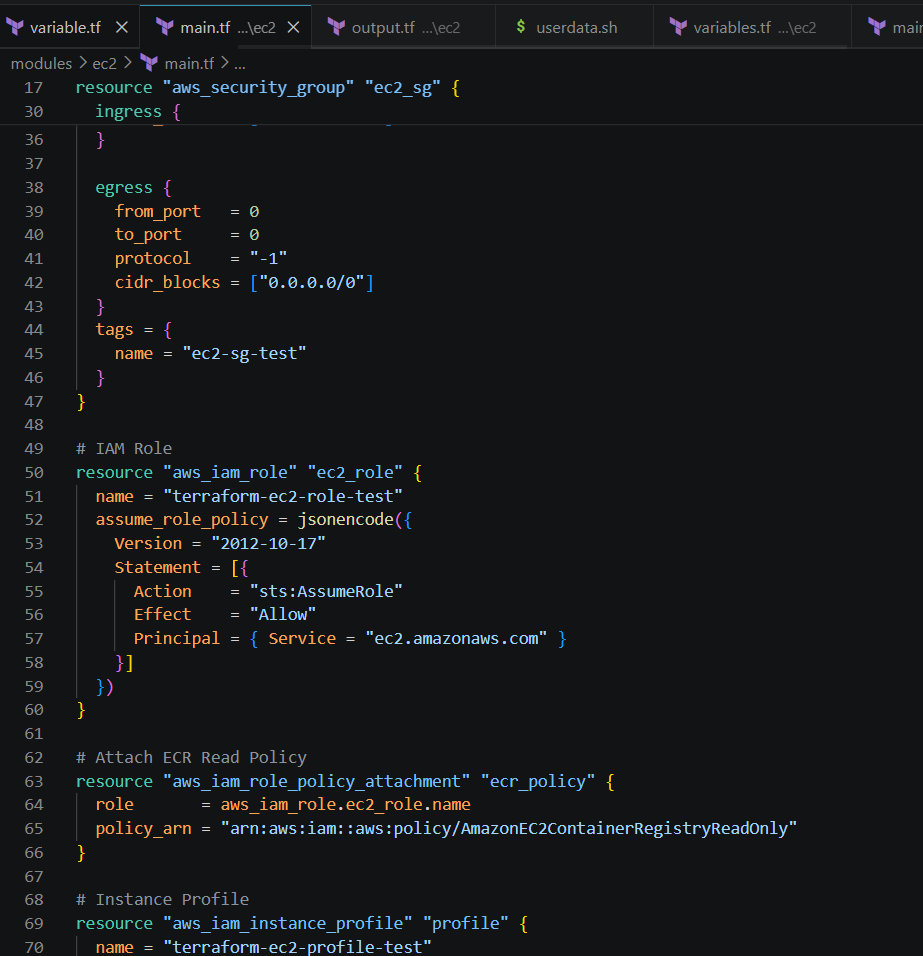 variable.tf × main.tf ...\ec2 × output.tf ...\ec2 $ userdata.sh variables.tf ...\ec2 main
modules > ec2 > main.tf > ...
17 resource "aws_security_group" "ec2_sg" {
30   ingress {
36   }
37
38   egress {
39     from_port   = 0
40     to_port     = 0
41     protocol    = "-1"
42     cidr_blocks = ["0.0.0.0/0"]
43   }
44   tags = {
45     name = "ec2-sg-test"
46   }
47 }
48
49 # IAM Role
50 resource "aws_iam_role" "ec2_role" {
51   name = "terraform-ec2-role-test"
52   assume_role_policy = jsonencode({
53     Version = "2012-10-17"
54     Statement = [{
55       Action    = "sts:AssumeRole"
56       Effect    = "Allow"
57       Principal = { Service = "ec2.amazonaws.com" }
58     }]
59   })
60 }
61
62 # Attach ECR Read Policy
63 resource "aws_iam_role_policy_attachment" "ecr_policy" {
64   role       = aws_iam_role.ec2_role.name
65   policy_arn = "arn:aws:iam::aws:policy/AmazonEC2ContainerRegistryReadOnly"
66 }
67
68 # Instance Profile
69 resource "aws_iam_instance_profile" "profile" {
70   name = "terraform-ec2-profile-test"